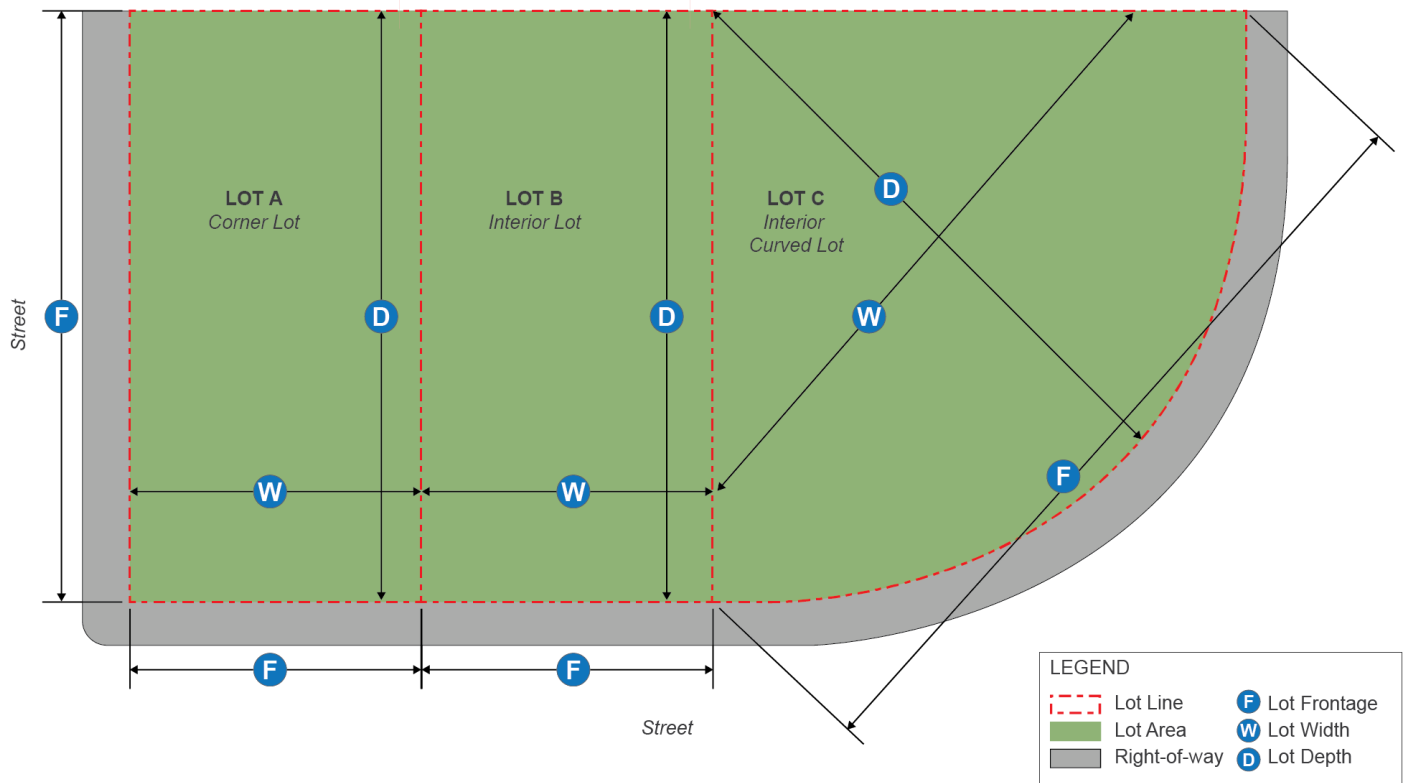 LOT A
Corner Lot
LOT B
Interior Lot
LOT C
Interior
Curved Lot
D
Street
F
D
D
W
W
W
F
F
F
Street
LEGEND
Lot Line
Lot Area
Right-of-way
F Lot Frontage
W Lot Width
D Lot Depth